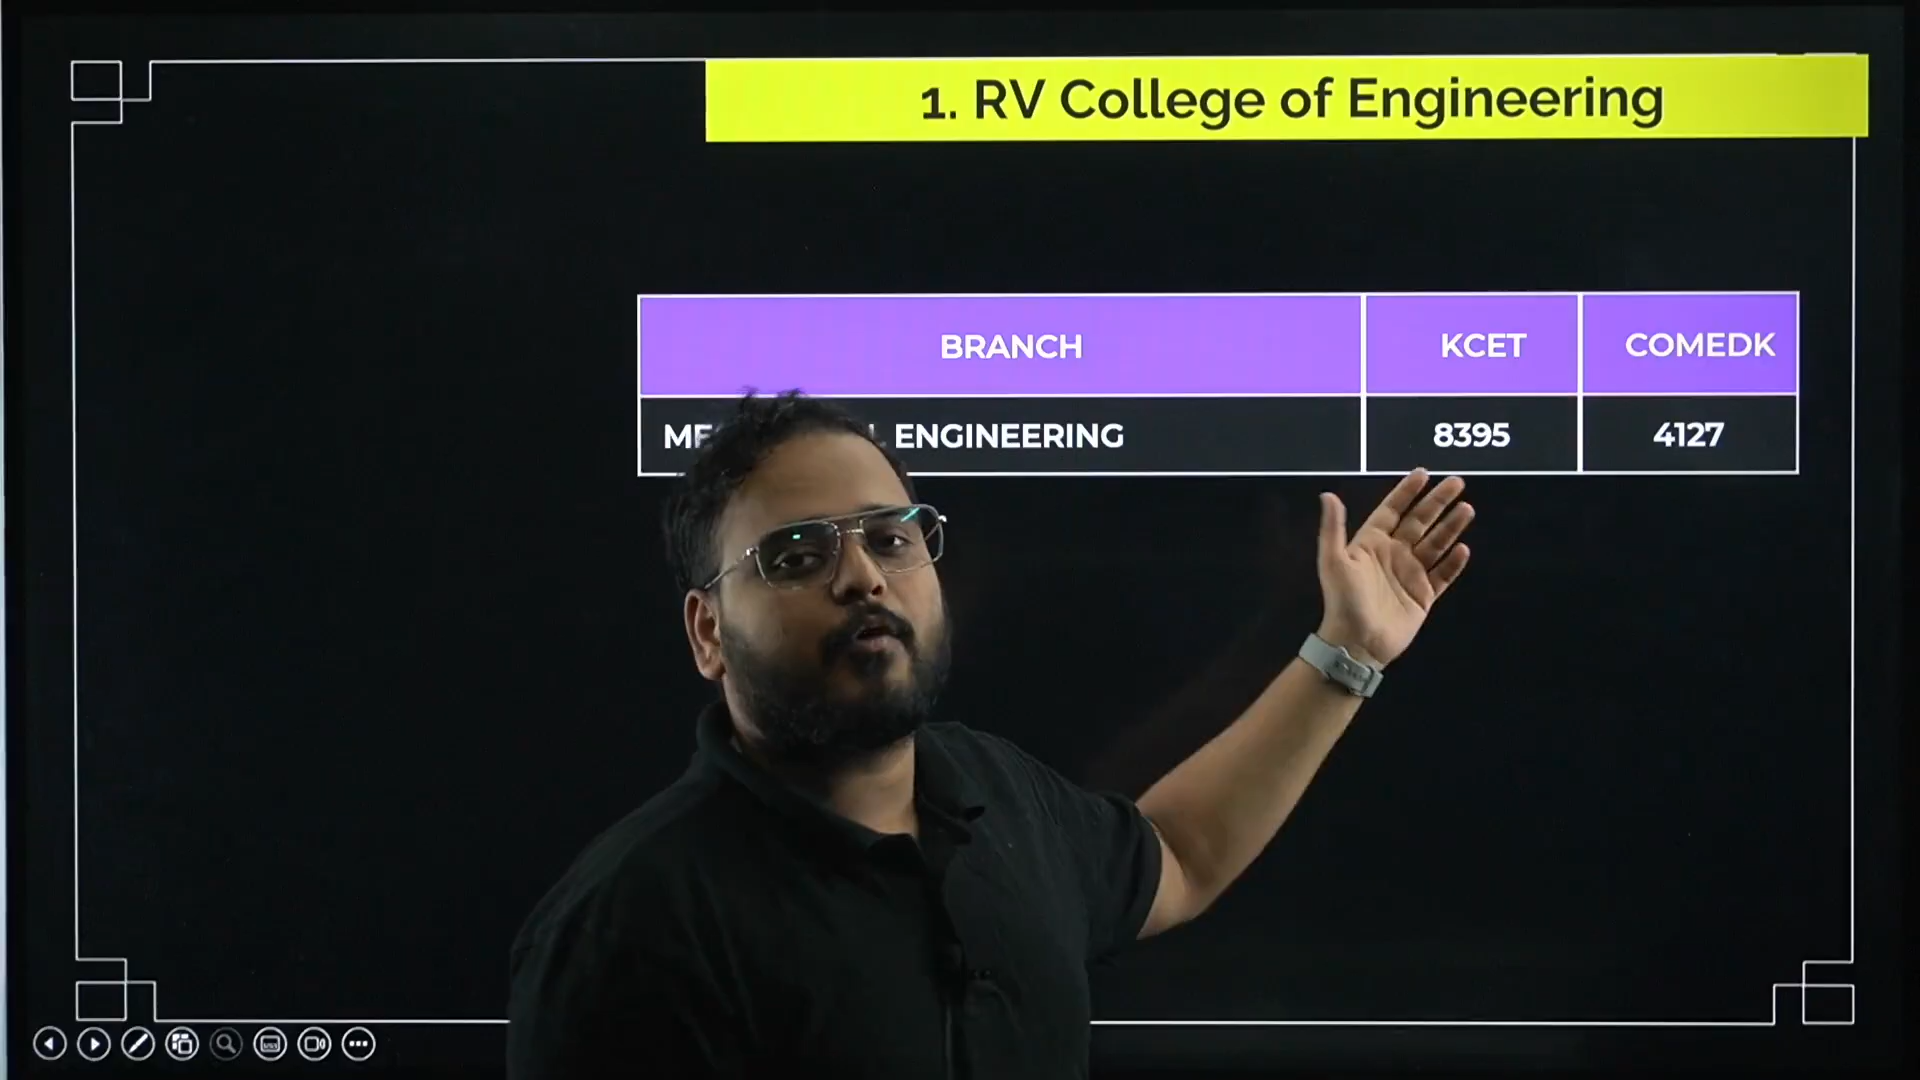 1. RV College of Engineering
BRANCH KCET COMEDK
ENGINEERING 8395 4127